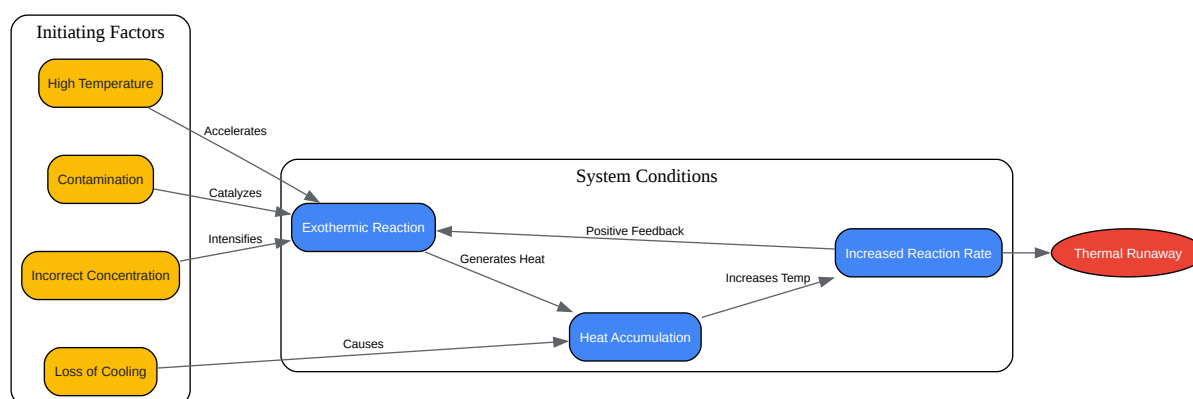 Initiating Factors
High Temperature
Accelerates
Contamination
Catalyzes
Incorrect Concentration
Intensifies
Loss of Cooling
Causes
System Conditions
Exothermic Reaction
Positive Feedback
Generates Heat
Increases Temp
Increased Reaction Rate
Heat Accumulation
Thermal Runaway